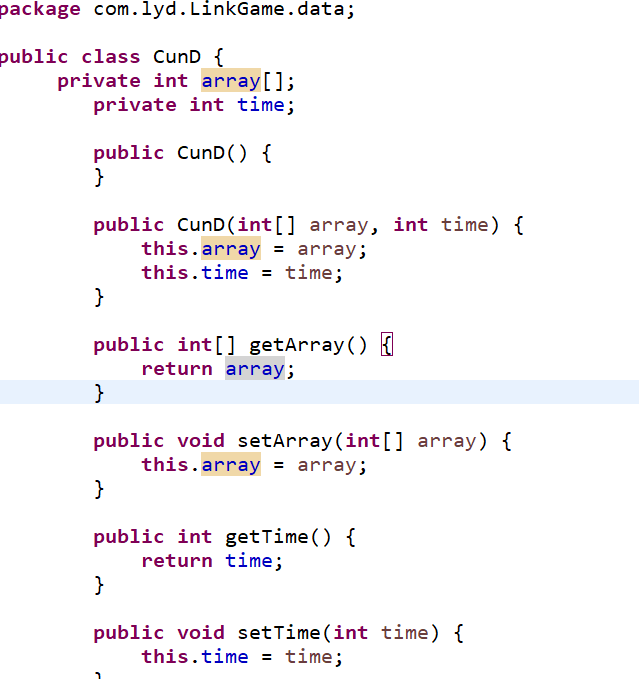 package com.lyd.LinkGame.data;
public class CunD {
private int array[];
private int time;
public CunD() {
}
public CunD(int[] array, int time) {
this.array = array;
this.time = time;
}
public int[] getArray() {
return array;
}
public void setArray(int[] array) {
this.array = array;
}
public int getTime() {
return time;
}
public void setTime(int time) {
this.time = time;
}